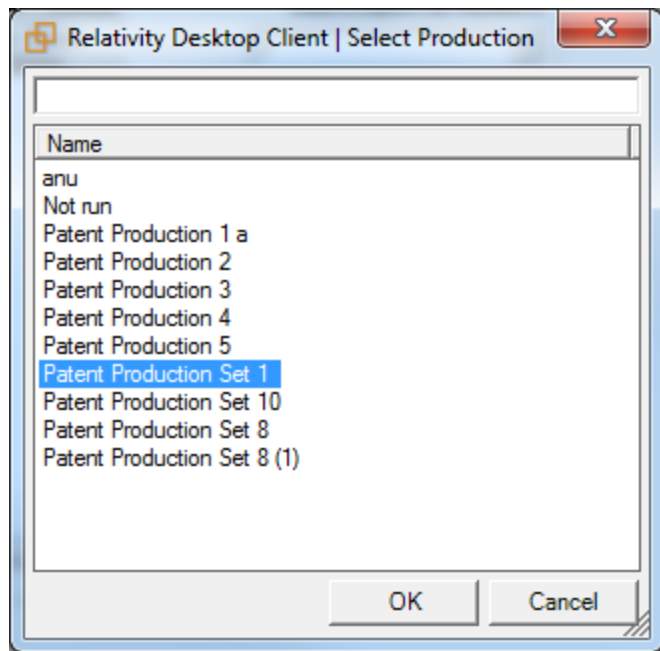 Relativity Desktop Client | Select Production
Name
anu
Not run
Patent Production 1 a
Patent Production 2
Patent Production 3
Patent Production 4
Patent Production 5
Patent Production Set 1
Patent Production Set 10
Patent Production Set 8
Patent Production Set 8 (1)
OK Cancel